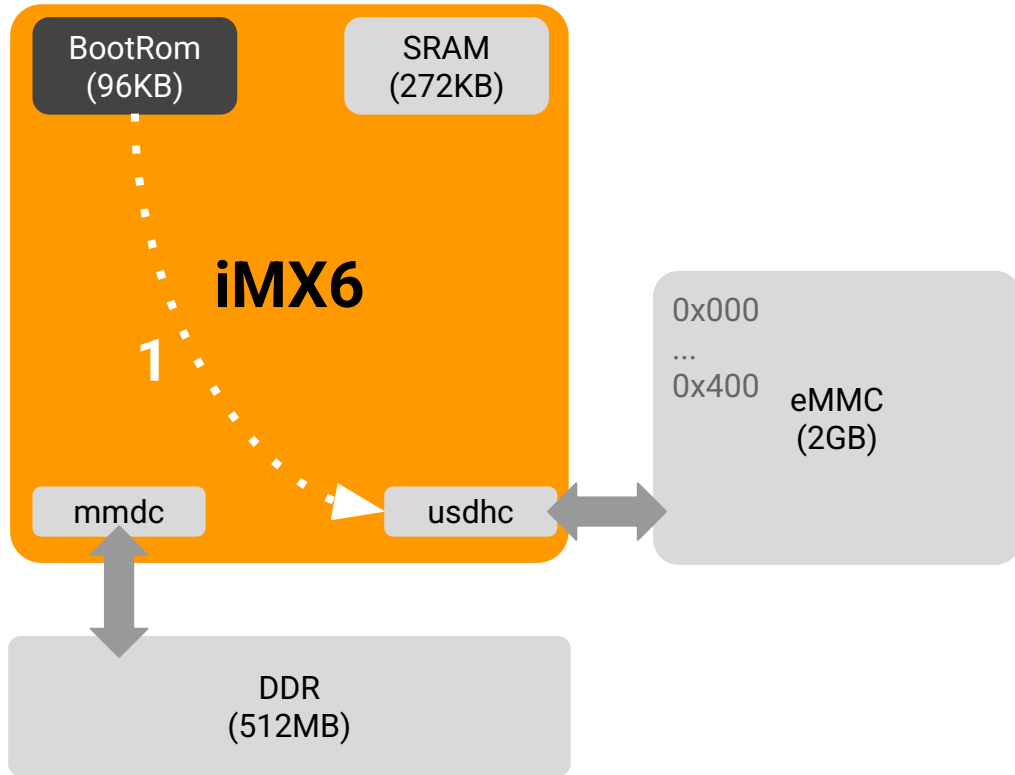 BootRom
(96KB)
SRAM
(272KB)
iMX6
1
0x000
...
0x400
eMMC
(2GB)
mmdc
usdhc
DDR
(512MB)